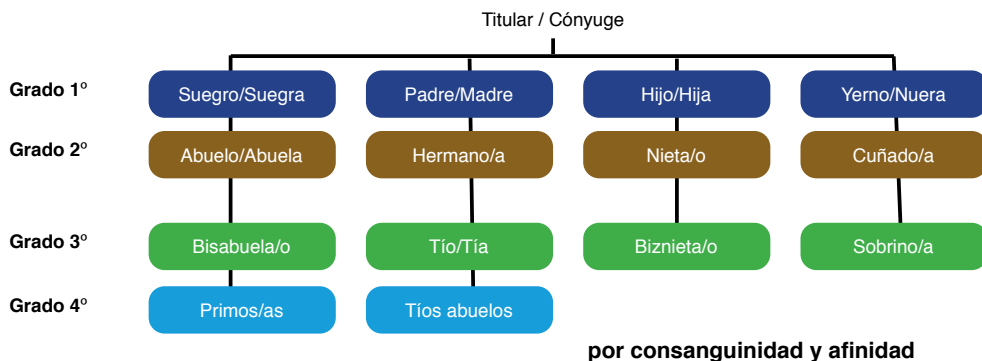 Titular / Cónyuge
Grado 1º
Suegro/Suegra
Padre/Madre
Hijo/Hija
Yerno/Nuera
Grado 2º
Abuelo/Abuela
Hermano/a
Nieta/o
Cuñado/a
Grado 3º
Bisabuela/o
Tío/Tía
Biznieta/o
Sobrino/a
Grado 4º
Primos/as
Tíos abuelos
por consanguinidad y afinidad